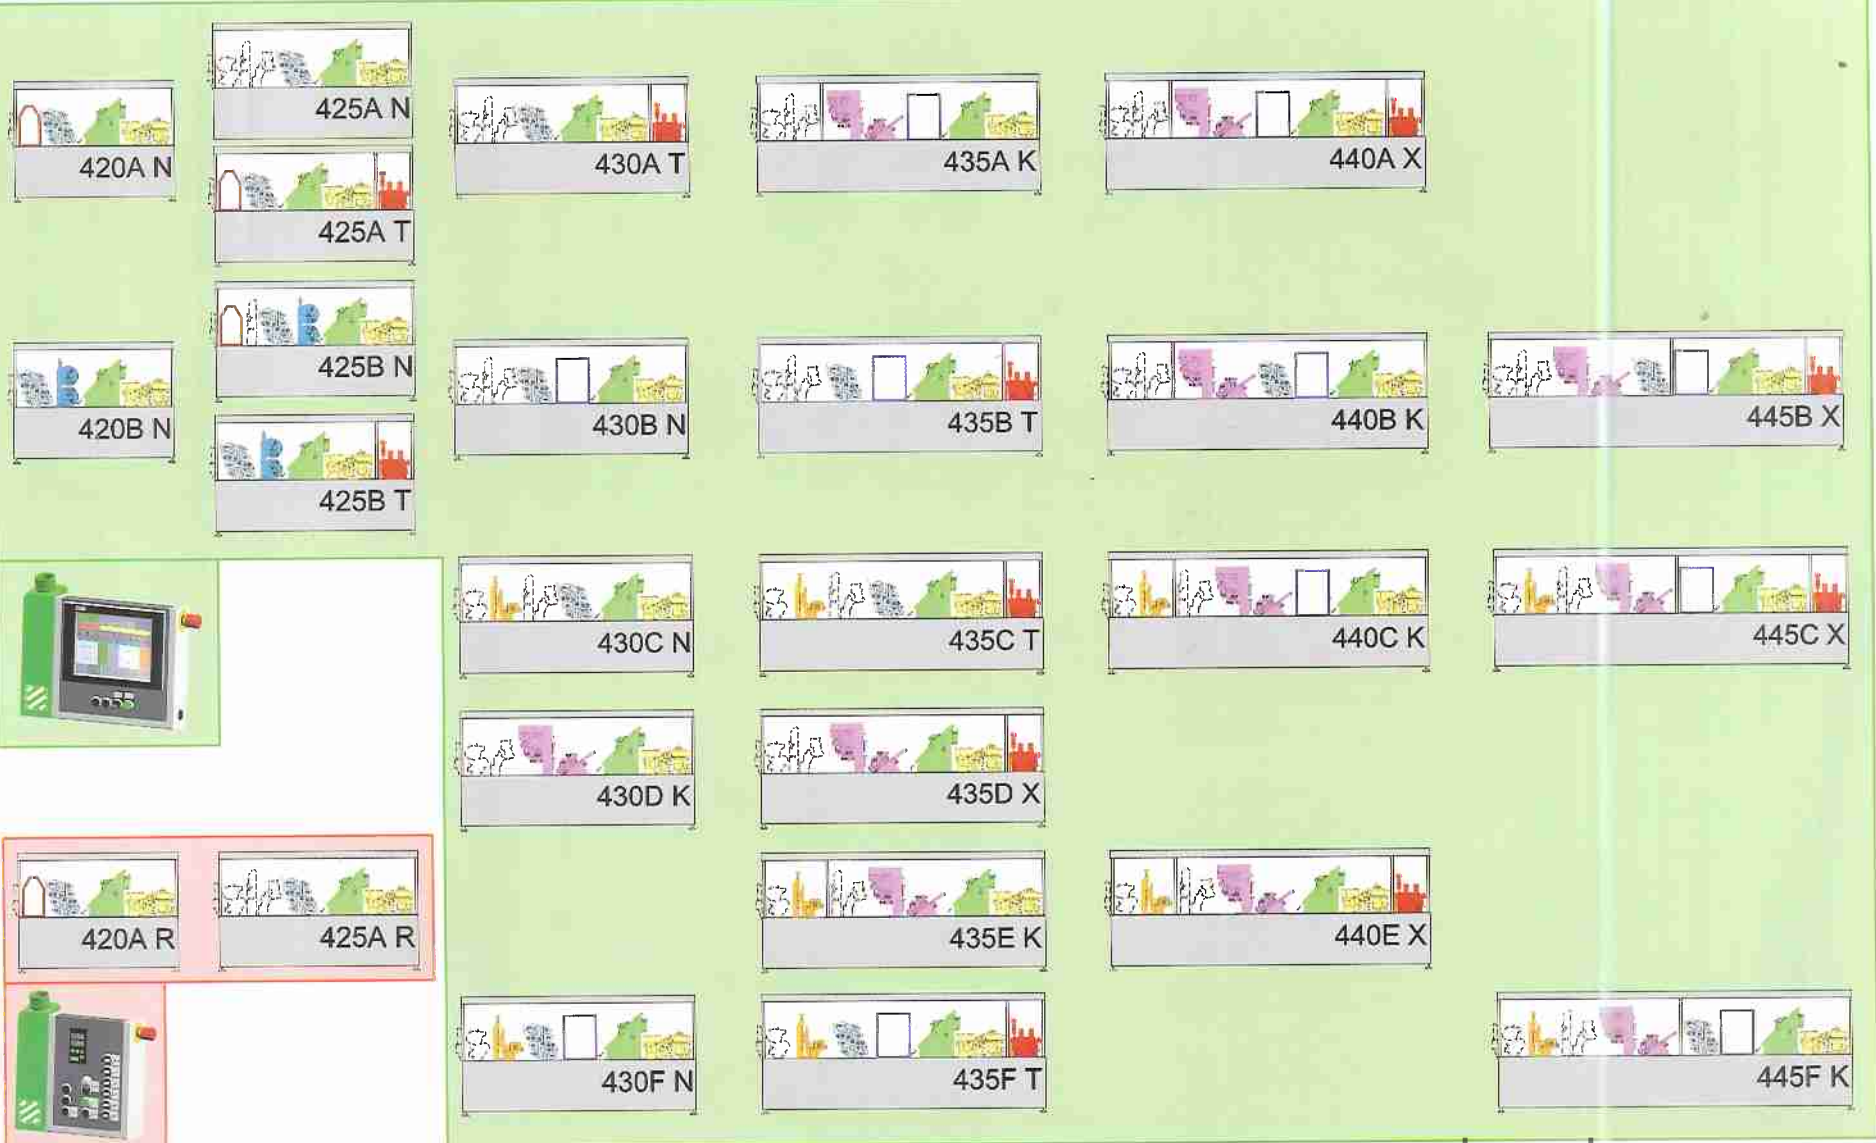 425A N
420A N
430A T
435A K
440A X
425A T
425B N
420B N
430B N
435B T
440B K
445B X
425B T
430C N
435C T
440C K
445C X
430D K
435D X
420A R
425A R
435E K
440E X
430F N
435F T
445F K